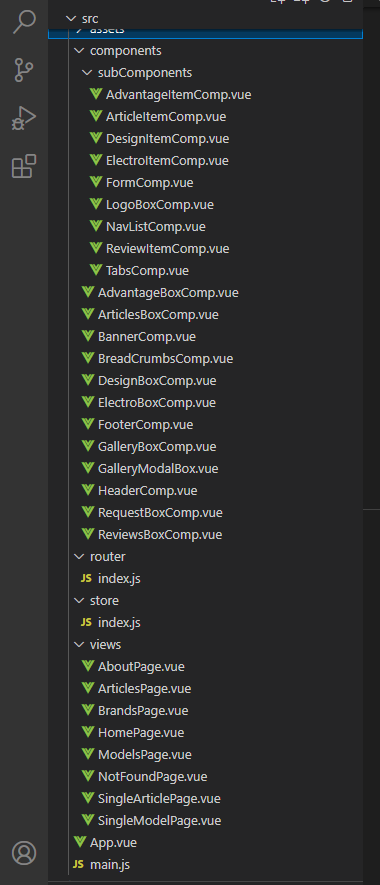 src
assets
components
subComponents
AdvantageItemComp.vue
ArticleItemComp.vue
DesignItemComp.vue
ElectroItemComp.vue
FormComp.vue
LogoBoxComp.vue
NavListComp.vue
ReviewItemComp.vue
TabsComp.vue
AdvantageBoxComp.vue
ArticlesBoxComp.vue
BannerComp.vue
BreadCrumbsComp.vue
DesignBoxComp.vue
ElectroBoxComp.vue
FooterComp.vue
GalleryBoxComp.vue
GalleryModalBox.vue
HeaderComp.vue
RequestBoxComp.vue
ReviewsBoxComp.vue
router
JS index.js
store
JS index.js
views
AboutPage.vue
ArticlesPage.vue
BrandsPage.vue
HomePage.vue
ModelsPage.vue
NotFoundPage.vue
SingleArticlePage.vue
SingleModelPage.vue
App.vue
JS main.js